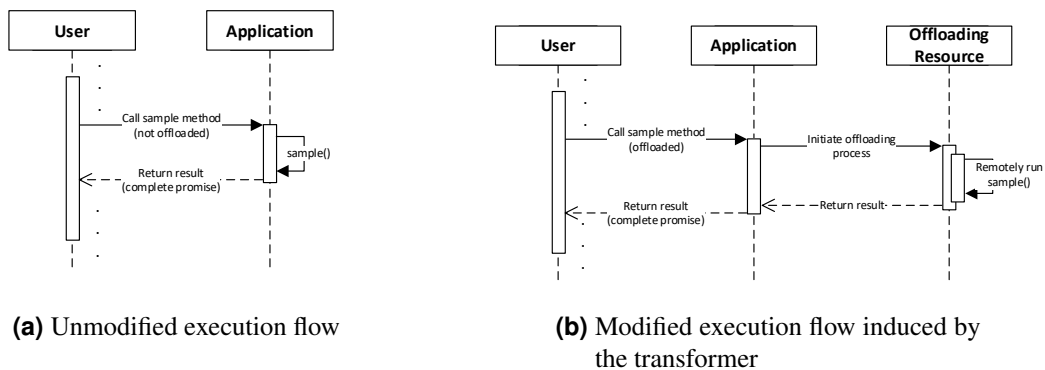 User
Application
Call sample method
(not offloaded)
sample()
Return result
(complete promise)
(a) Unmodified execution flow
User
Application
Offloading
Resource
Call sample method
(offloaded)
Initiate offloading
process
Remotely run
sample()
Return result
(complete promise)
Return result
(b) Modified execution flow induced by
the transformer